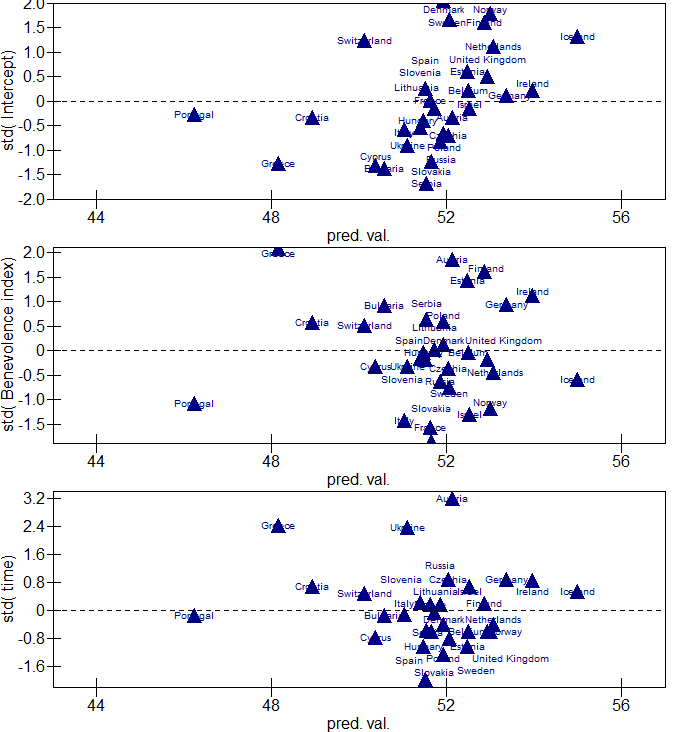 2.0
1.5
1.0
0.5
0
-0.5
-1.0
-1.5
-2.0
std( Intercept)
Denmark Norway
Sweden Finland
Iceland
Switzerland
Netherlands
Spain United Kingdom
Slovenia Estonia
Ireland
Lithuania Belgium Germany
France Israel
Portugal Croatia Hungary Austria
Italy Czechia
Ukraine Poland
Cyprus Russia
Greece Bulgaria Slovakia
Serbia
44 48 52 56
pred. val.
2.0
1.5
1.0
0.5
0
-0.5
-1.0
-1.5
std( Benevolence index)
Greece Austria
Finland
Estonia
Ireland
Bulgaria Serbia Germany
Croatia Switzerland Poland
Lithuania
Spain Denmark United Kingdom
Hungary Belgium
Cyprus Ukraine Czechia Netherlands
Slovenia Russia Iceland
Sweden
Portugal Slovakia Norway
Italy France Israel
44 48 52 56
pred. val.
3.2
2.4
1.6
0.8
0
-0.8
-1.6
std( time)
Austria
Greece Ukraine
Russia
Slovenia Czechia Germany
Croatia Switzerland Lithuania Israel Ireland Iceland
Italy Finland
Portugal Bulgaria Denmark Netherlands
Cyprus Serbia Belgium Norway
Hungary Estonia
Spain Poland United Kingdom
Slovakia Sweden
44 48 52 56
pred. val.